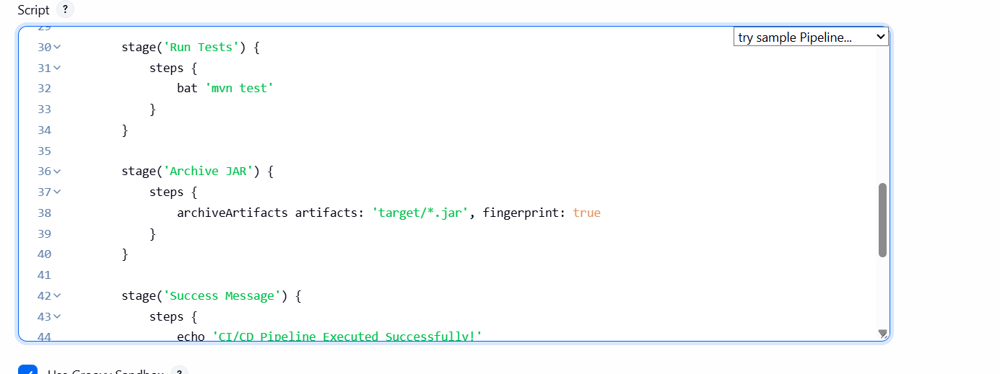 Script ?
29
try sample Pipeline...
30 stage('Run Tests') {
31 steps {
32 bat 'mvn test'
33 }
34 }
35
36 stage('Archive JAR') {
37 steps {
38 archiveArtifacts artifacts: 'target/*.jar', fingerprint: true
39 }
40 }
41
42 stage('Success Message') {
43 steps {
44 echo 'CI/CD Pipeline Executed Successfully!'
Use Groovy Sandbox ?